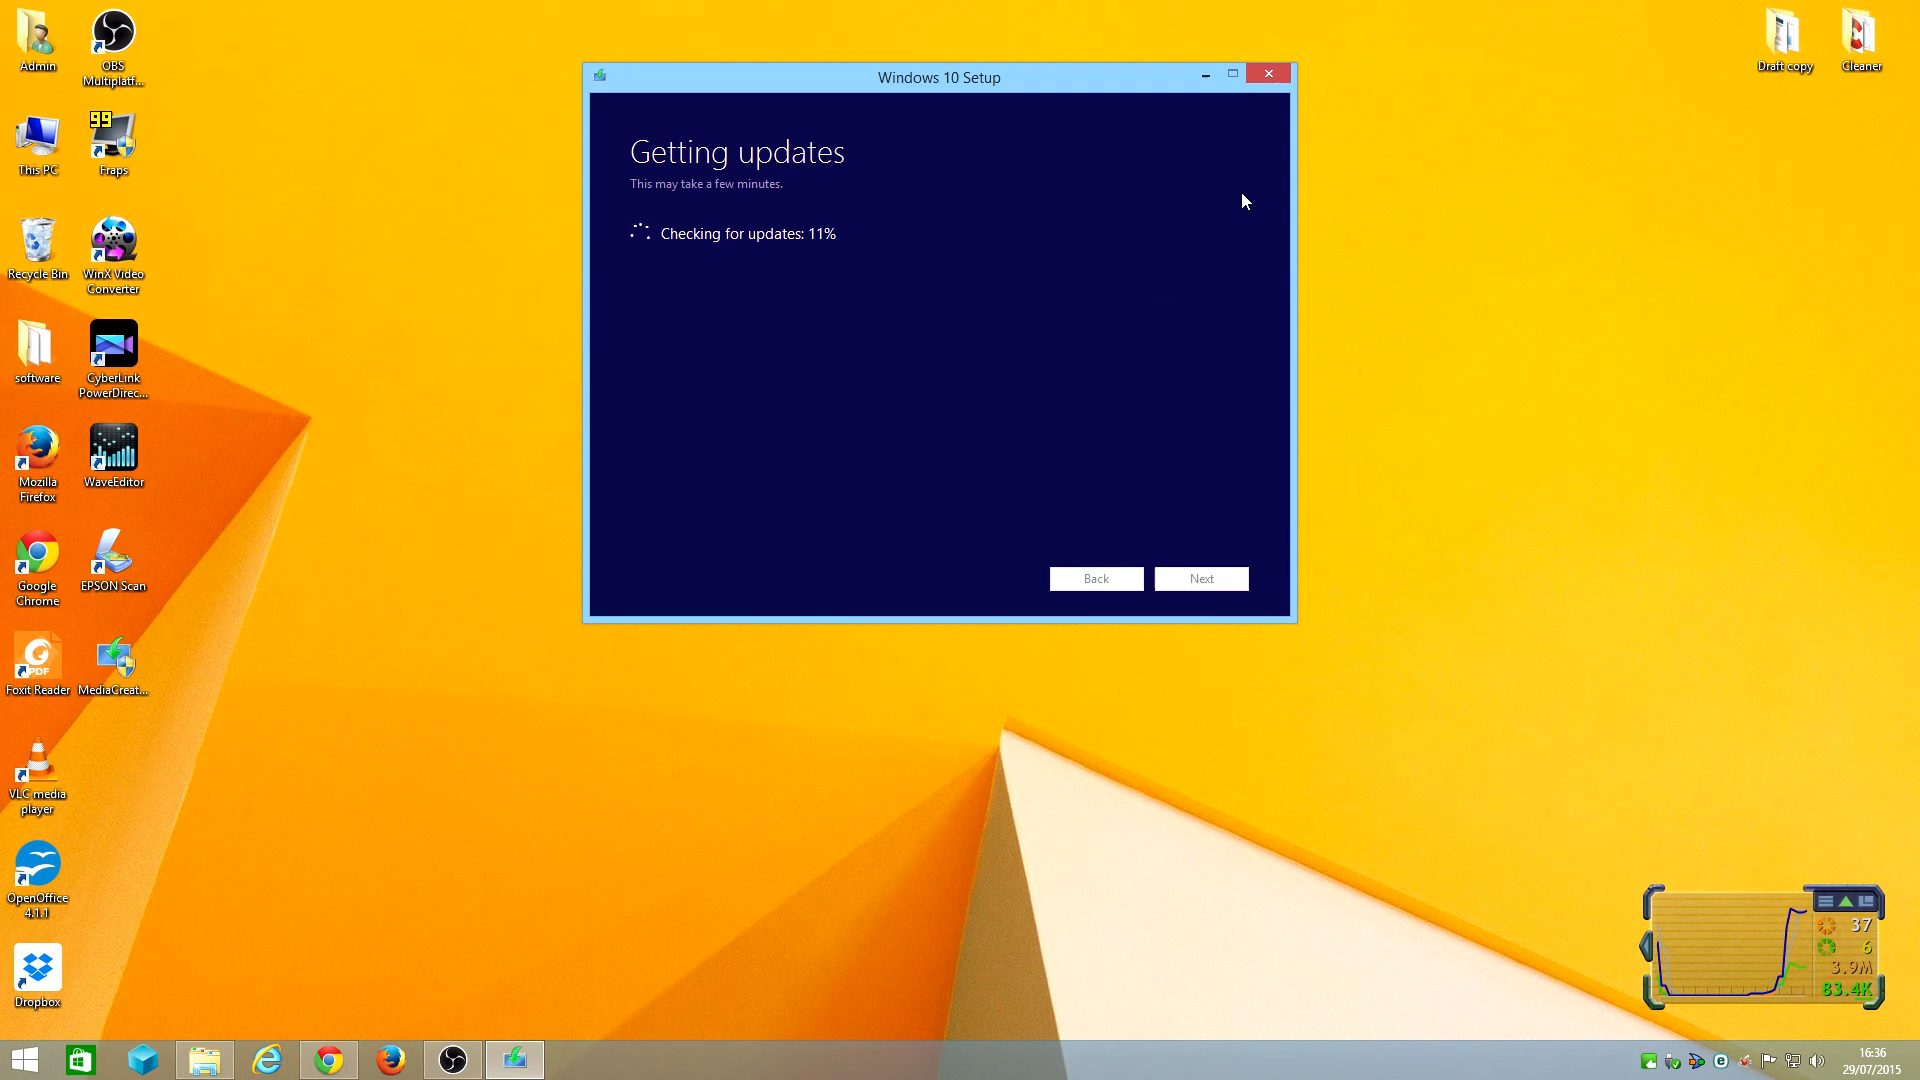 Admin
OBS
Multiplatf...
This PC
99
Fraps
Recycle Bin
WinX Video
Converter
software
CyberLink
PowerDirec...
Mozilla
Firefox
WaveEditor
Google
Chrome
EPSON Scan
PDF
Foxit Reader
MediaCreat...
VLC media
player
OpenOffice
4.1.1
Dropbox
Windows 10 Setup
Getting updates
This may take a few minutes.
Checking for updates: 11%
Back
Next
Draft copy
Cleaner
37
6
3.9M
83.4K
16:36
29/07/2015